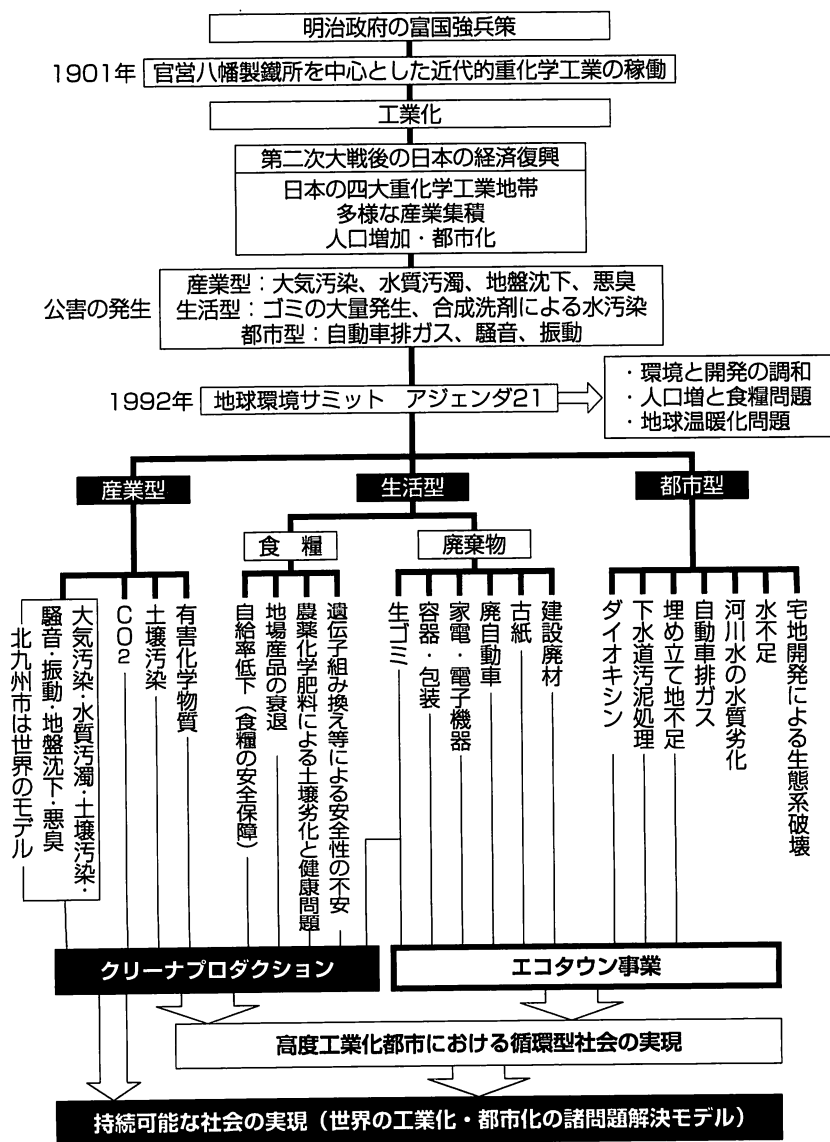 明治政府の富国強兵策
1901年 官営八幡製鐵所を中心とした近代的重化学工業の稼働
工業化
第二次大戦後の日本の経済復興
日本の四大重化学工業地帯
多様な産業集積
人口増加・都市化
公害の発生
産業型：大気汚染、水質汚濁、地盤沈下、悪臭
生活型：ゴミの大量発生、合成洗剤による水汚染
都市型：自動車排ガス、騒音、振動
1992年 地球環境サミット　アジェンダ21
・環境と開発の調和
・人口増と食糧問題
・地球温暖化問題
産業型
生活型
都市型
食　糧
廃棄物
大気汚染・水質汚濁・土壌汚染・
騒音・振動・地盤沈下・悪臭
北九州市は世界のモデル
CO2
土壌汚染
有害化学物質
自給率低下（食糧の安全保障）
地場産品の衰退
農薬化学肥料による土壌劣化と健康問題
遺伝子組み換え等による安全性の不安
生ゴミ
容器・包装
家電・電子機器
廃自動車
古紙
建設廃材
ダイオキシン
下水道汚泥処理
埋め立て地不足
自動車排ガス
河川水の水質劣化
水不足
宅地開発による生態系破壊
クリーナプロダクション
エコタウン事業
高度工業化都市における循環型社会の実現
持続可能な社会の実現（世界の工業化・都市化の諸問題解決モデル）